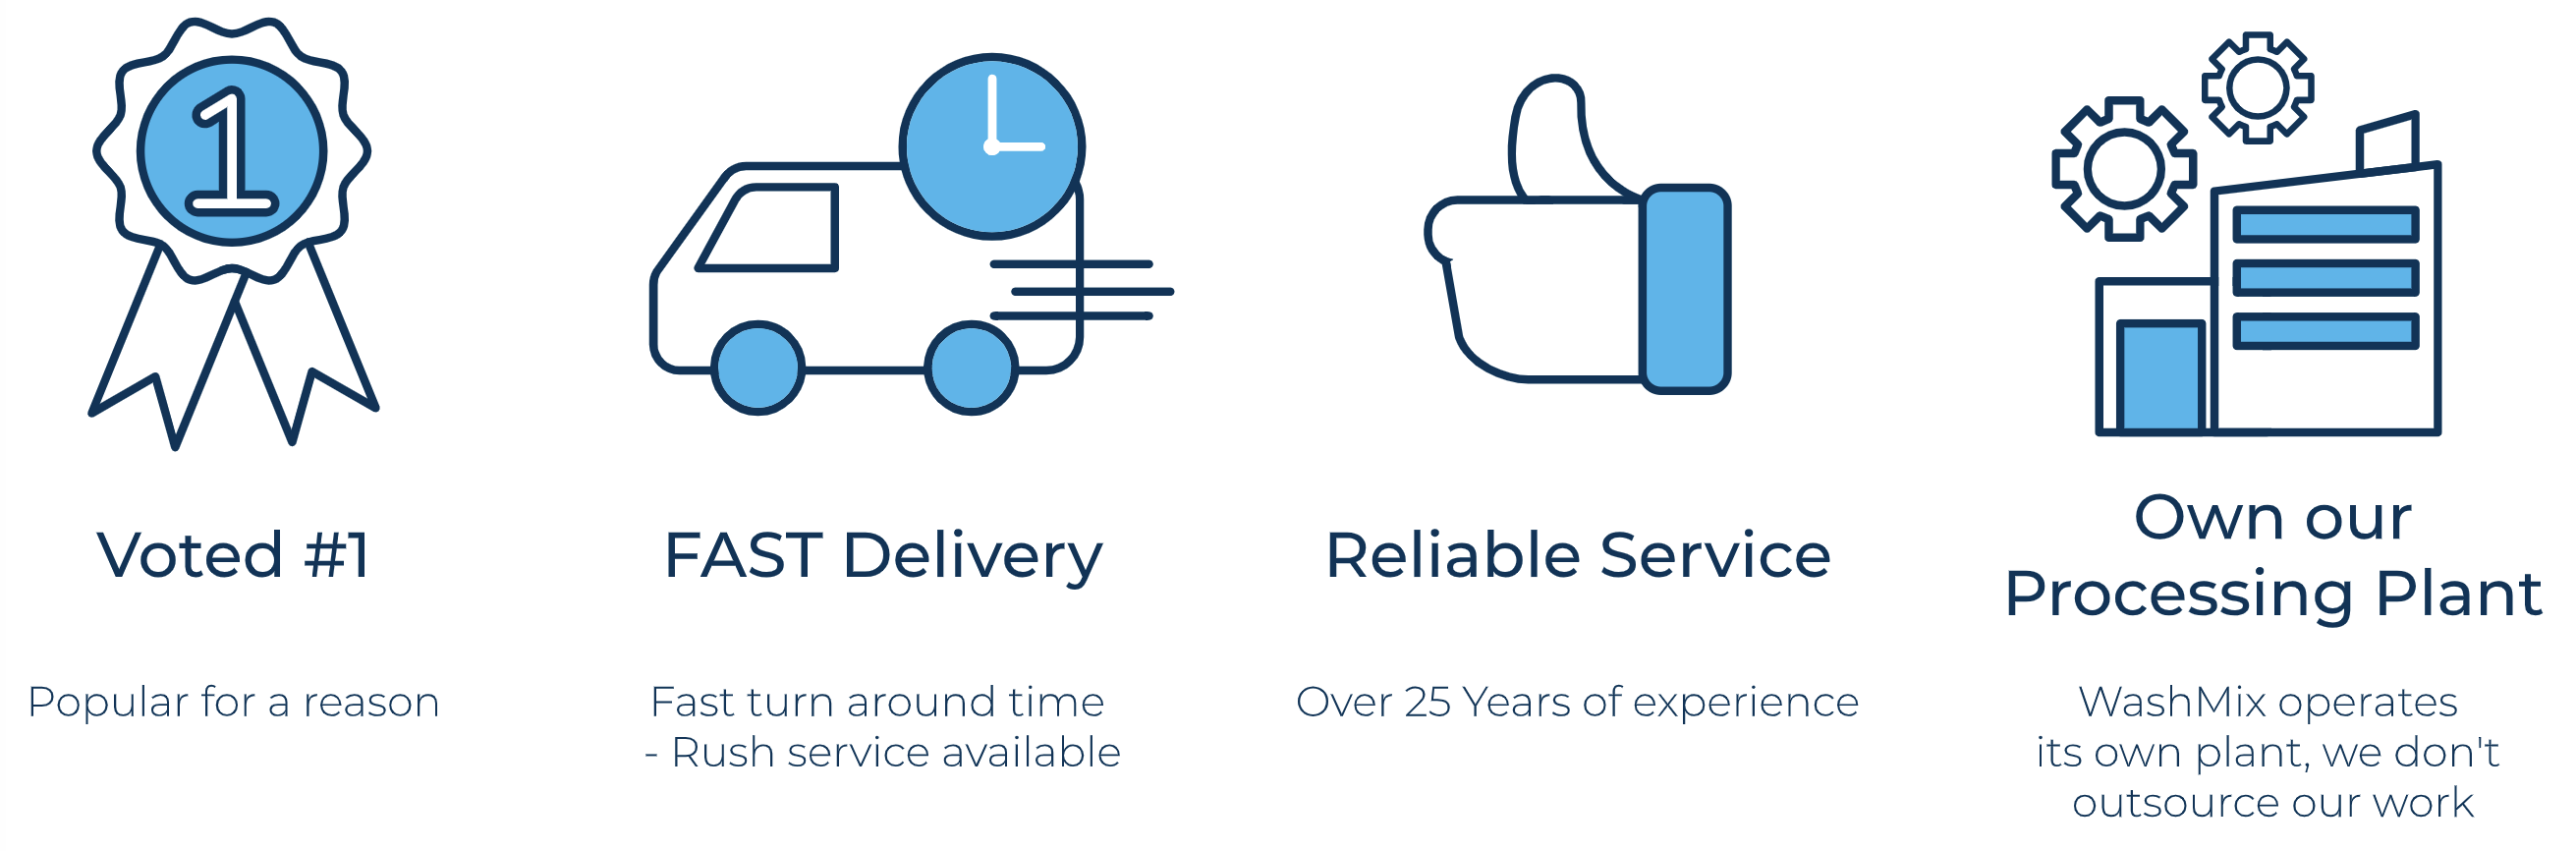 1
Voted #1
Popular for a reason
FAST Delivery
Fast turn around time
- Rush service available
Reliable Service
Over 25 Years of experience
Own our
Processing Plant
WashMix operates
its own plant, we don't
outsource our work